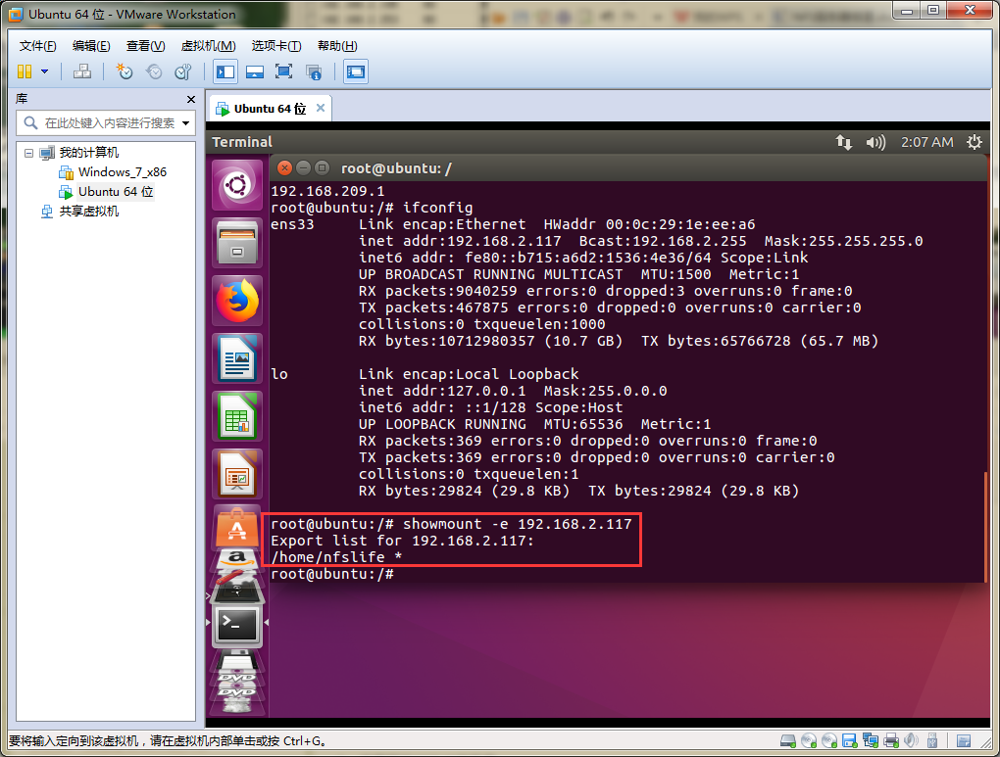 Ubuntu 64 位 - VMware Workstation
文件(F) 编辑(E) 查看(V) 虚拟机(M) 选项卡(T) 帮助(H)
库
在此处键入内容进行搜索
我的计算机
Windows_7_x86
Ubuntu 64 位
共享虚拟机
Ubuntu 64 位
Terminal 2:07 AM
root@ubuntu: /
192.168.209.1
root@ubuntu:/# ifconfig
ens33 Link encap:Ethernet HWaddr 00:0c:29:1e:ee:a6
inet addr:192.168.2.117 Bcast:192.168.2.255 Mask:255.255.255.0
inet6 addr: fe80::b715:a6d2:1536:4e36/64 Scope:Link
UP BROADCAST RUNNING MULTICAST MTU:1500 Metric:1
RX packets:9040259 errors:0 dropped:3 overruns:0 frame:0
TX packets:467875 errors:0 dropped:0 overruns:0 carrier:0
collisions:0 txqueuelen:1000
RX bytes:10712980357 (10.7 GB) TX bytes:65766728 (65.7 MB)
lo Link encap:Local Loopback
inet addr:127.0.0.1 Mask:255.0.0.0
inet6 addr: ::1/128 Scope:Host
UP LOOPBACK RUNNING MTU:65536 Metric:1
RX packets:369 errors:0 dropped:0 overruns:0 frame:0
TX packets:369 errors:0 dropped:0 overruns:0 carrier:0
collisions:0 txqueuelen:1
RX bytes:29824 (29.8 KB) TX bytes:29824 (29.8 KB)
root@ubuntu:/# showmount -e 192.168.2.117
Export list for 192.168.2.117:
/home/nfslife *
root@ubuntu:/#
DVD
DVD
要将输入定向到该虚拟机，请在虚拟机内部单击或按 Ctrl+G。